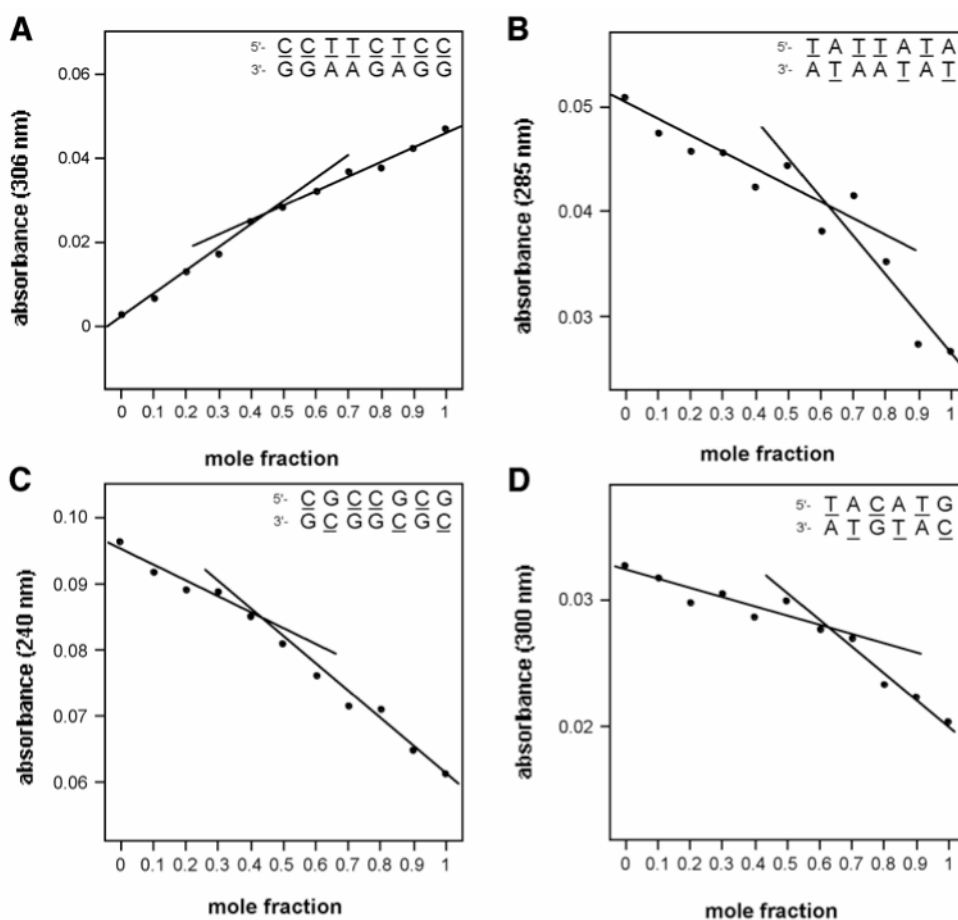 A
5'- C C T T C T C C
3'- G G A A G A G G
0.06
0.04
0.02
0
absorbance (306 nm)
0 0.1 0.2 0.3 0.4 0.5 0.6 0.7 0.8 0.9 1
mole fraction
B
5'- T A T T A T A
3'- A T A A T A T
0.05
0.04
0.03
absorbance (285 nm)
0 0.1 0.2 0.3 0.4 0.5 0.6 0.7 0.8 0.9 1
mole fraction
C
5'- C G C C G C G
3'- G C G G C G C
0.10
0.09
0.08
0.07
0.06
absorbance (240 nm)
0 0.1 0.2 0.3 0.4 0.5 0.6 0.7 0.8 0.9 1
mole fraction
D
5'- T A C A T G
3'- A T G T A C
0.03
0.02
absorbance (300 nm)
0 0.1 0.2 0.3 0.4 0.5 0.6 0.7 0.8 0.9 1
mole fraction